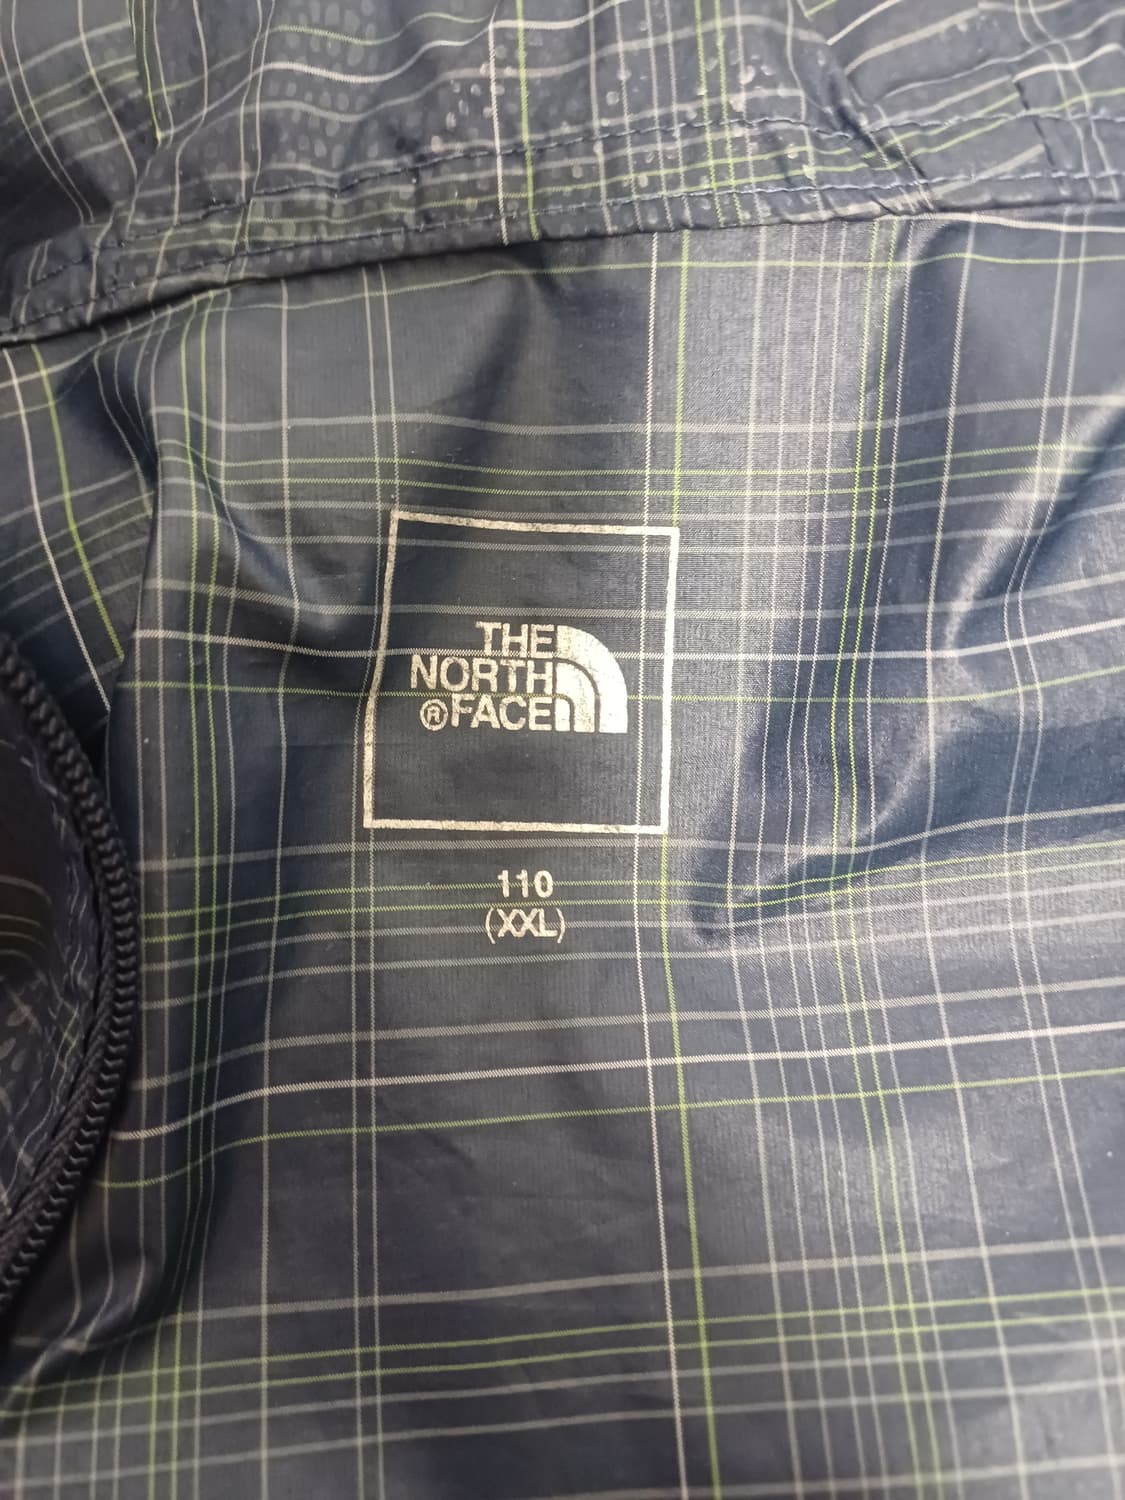 THE
NORTH
®FACE
110
(XXL)